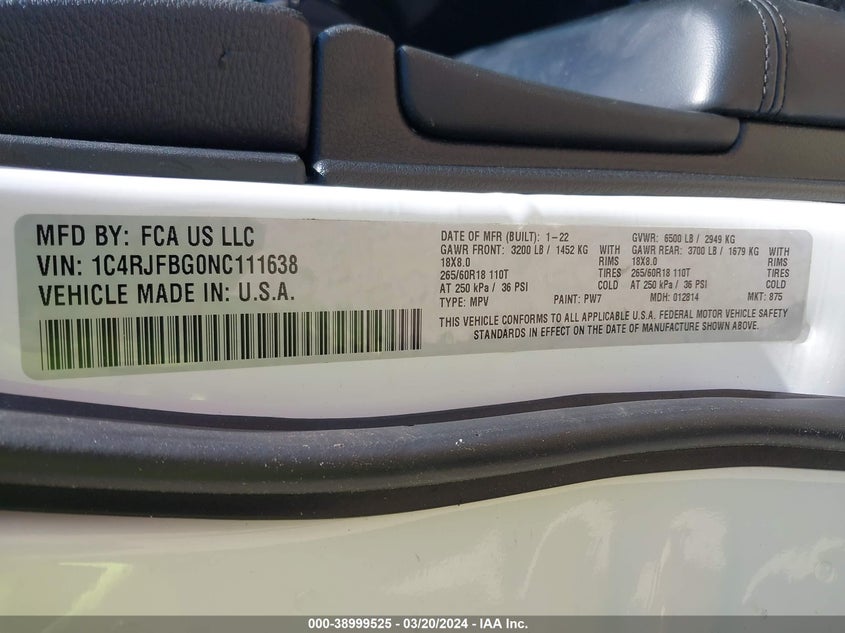 MFD BY: FCA US LLC
VIN: 1C4RJFBG0NC111638
VEHICLE MADE IN: U.S.A.
DATE OF MFR (BUILT): 1-22 GVWR: 6500 LB / 2949 KG
GAWR FRONT: 3200 LB / 1452 KG WITH GAWR REAR: 3700 LB / 1679 KG WITH
18X8.0 RIMS 18X8.0 RIMS
265/60R18 110T TIRES 265/60R18 110T TIRES
AT 250 kPa / 36 PSI COLD AT 250 kPa / 36 PSI COLD
TYPE: MPV PAINT: PW7 MDH: 012814 MKT: 875
THIS VEHICLE CONFORMS TO ALL APPLICABLE U.S.A. FEDERAL MOTOR VEHICLE SAFETY
STANDARDS IN EFFECT ON THE DATE OF MANUFACTURE SHOWN ABOVE.
000-38999525 - 03/20/2024 - IAAI.com - Copyright © 2024 IAA, Inc.